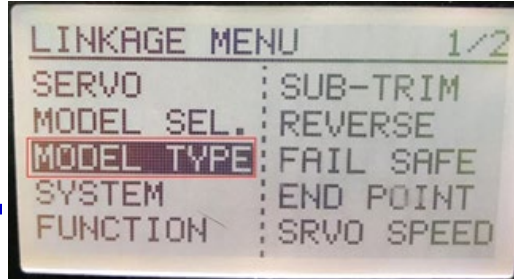 LINKAGE MENU 1/2
SERVO
MODEL SEL.
MODEL TYPE
SYSTEM
FUNCTION
SUB-TRIM
REVERSE
FAIL SAFE
END POINT
SRVO SPEED